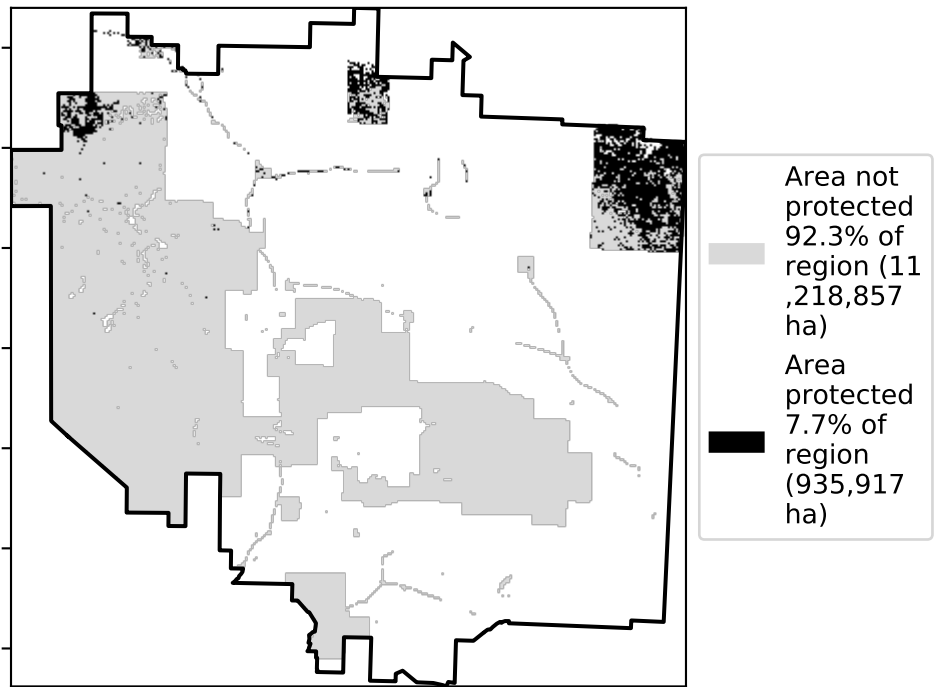 Area not
protected
92.3% of
region (11
,218,857
ha)
Area
protected
7.7% of
region
(935,917
ha)